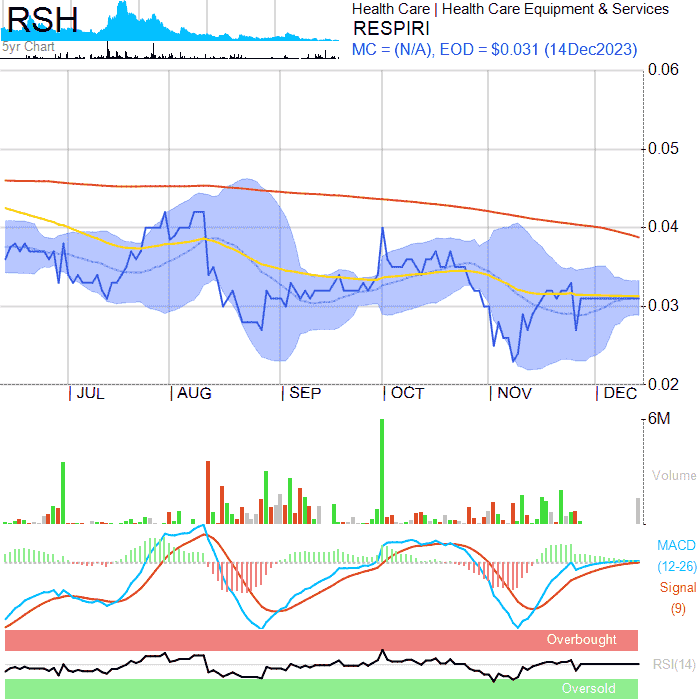 RSH
5yr Chart
Health Care | Health Care Equipment & Services
RESPIRI
MC = (N/A), EOD = $0.031 (14Dec2023)
0.06
0.05
0.04
0.03
0.02
JUL AUG SEP OCT NOV DEC
6M
Volume
MACD
(12-26)
Signal
(9)
Overbought
RSI(14)
Oversold